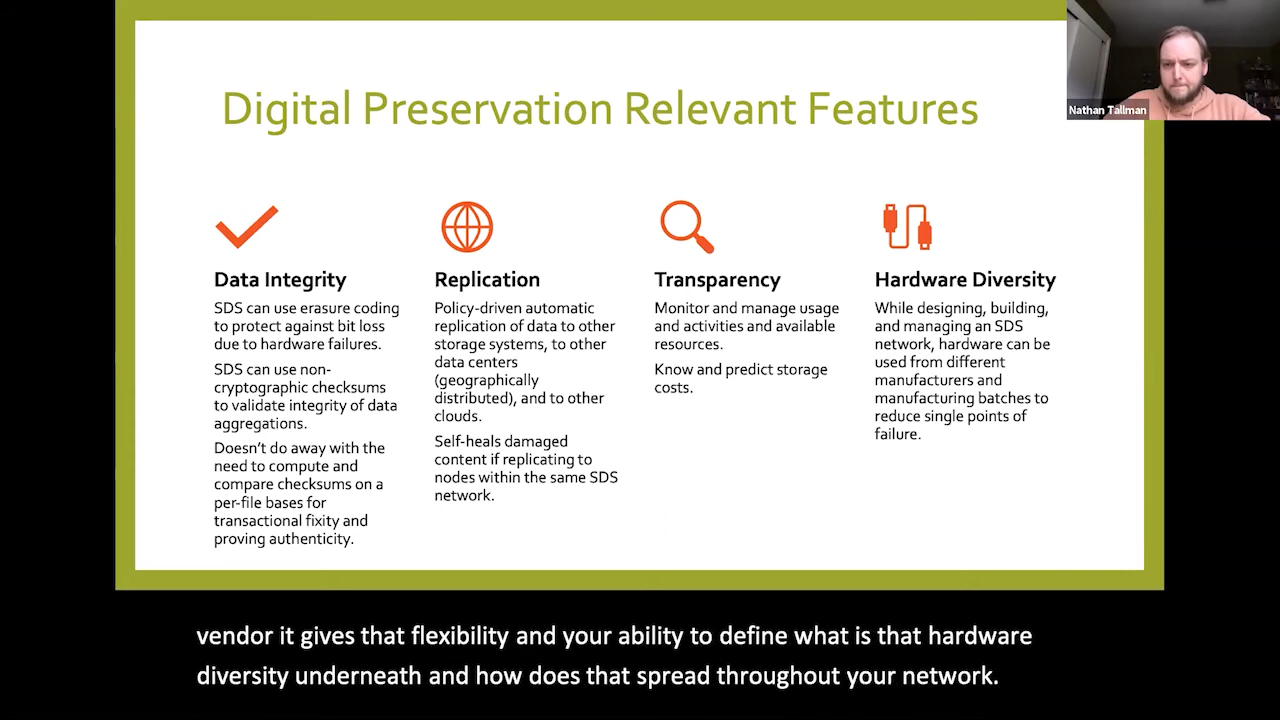 Digital Preservation Relevant Features
Nathan Tallman
Data Integrity
SDS can use erasure coding
to protect against bit loss
due to hardware failures.
SDS can use non-
cryptographic checksums
to validate integrity of data
aggregations.
Doesn't do away with the
need to compute and
compare checksums on a
per-file bases for
transactional fixity and
proving authenticity.
Replication
Policy-driven automatic
replication of data to other
storage systems, to other
data centers
(geographically
distributed), and to other
clouds.
Self-heals damaged
content if replicating to
nodes within the same SDS
network.
Transparency
Monitor and manage usage
and activities and available
resources.
Know and predict storage
costs.
Hardware Diversity
While designing, building,
and managing an SDS
network, hardware can be
used from different
manufacturers and
manufacturing batches to
reduce single points of
failure.
vendor it gives that flexibility and your ability to define what is that hardware
diversity underneath and how does that spread throughout your network.